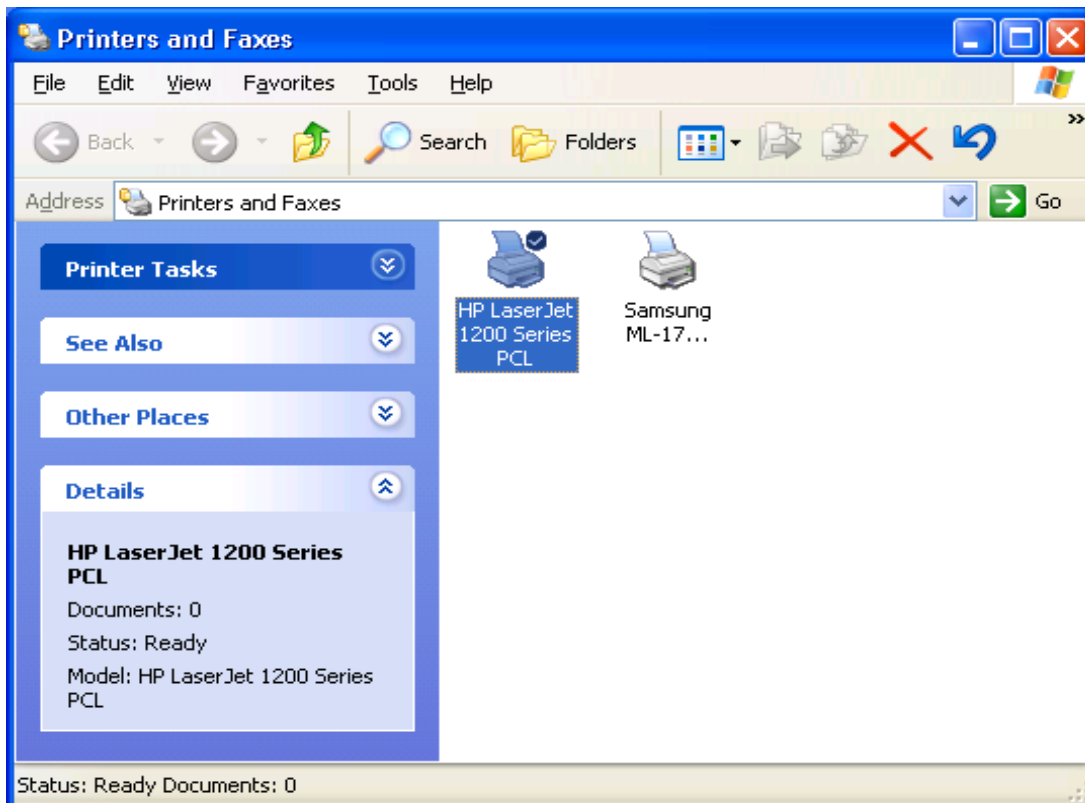 Printers and Faxes
File Edit View Favorites Tools Help
Back Search Folders »
Address Printers and Faxes Go
Printer Tasks
See Also
Other Places
Details
HP LaserJet 1200 Series
PCL
Documents: 0
Status: Ready
Model: HP LaserJet 1200 Series
PCL
HP LaserJet
1200 Series
PCL
Samsung
ML-17...
Status: Ready Documents: 0